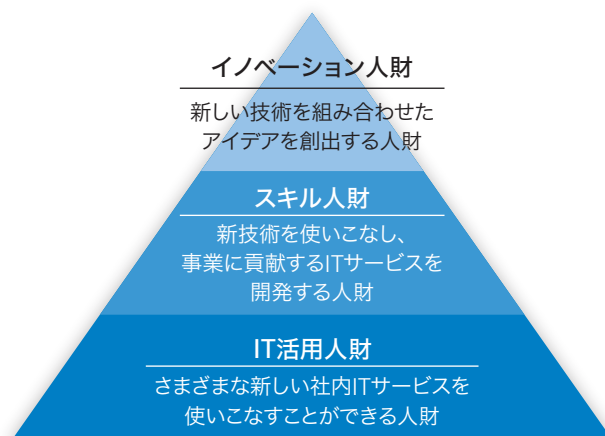 イノベーション人財
新しい技術を組み合わせた
アイデアを創出する人財
スキル人財
新技術を使いこなし、
事業に貢献するITサービスを
開発する人財
IT活用人財
さまざまな新しい社内ITサービスを
使いこなすことができる人財